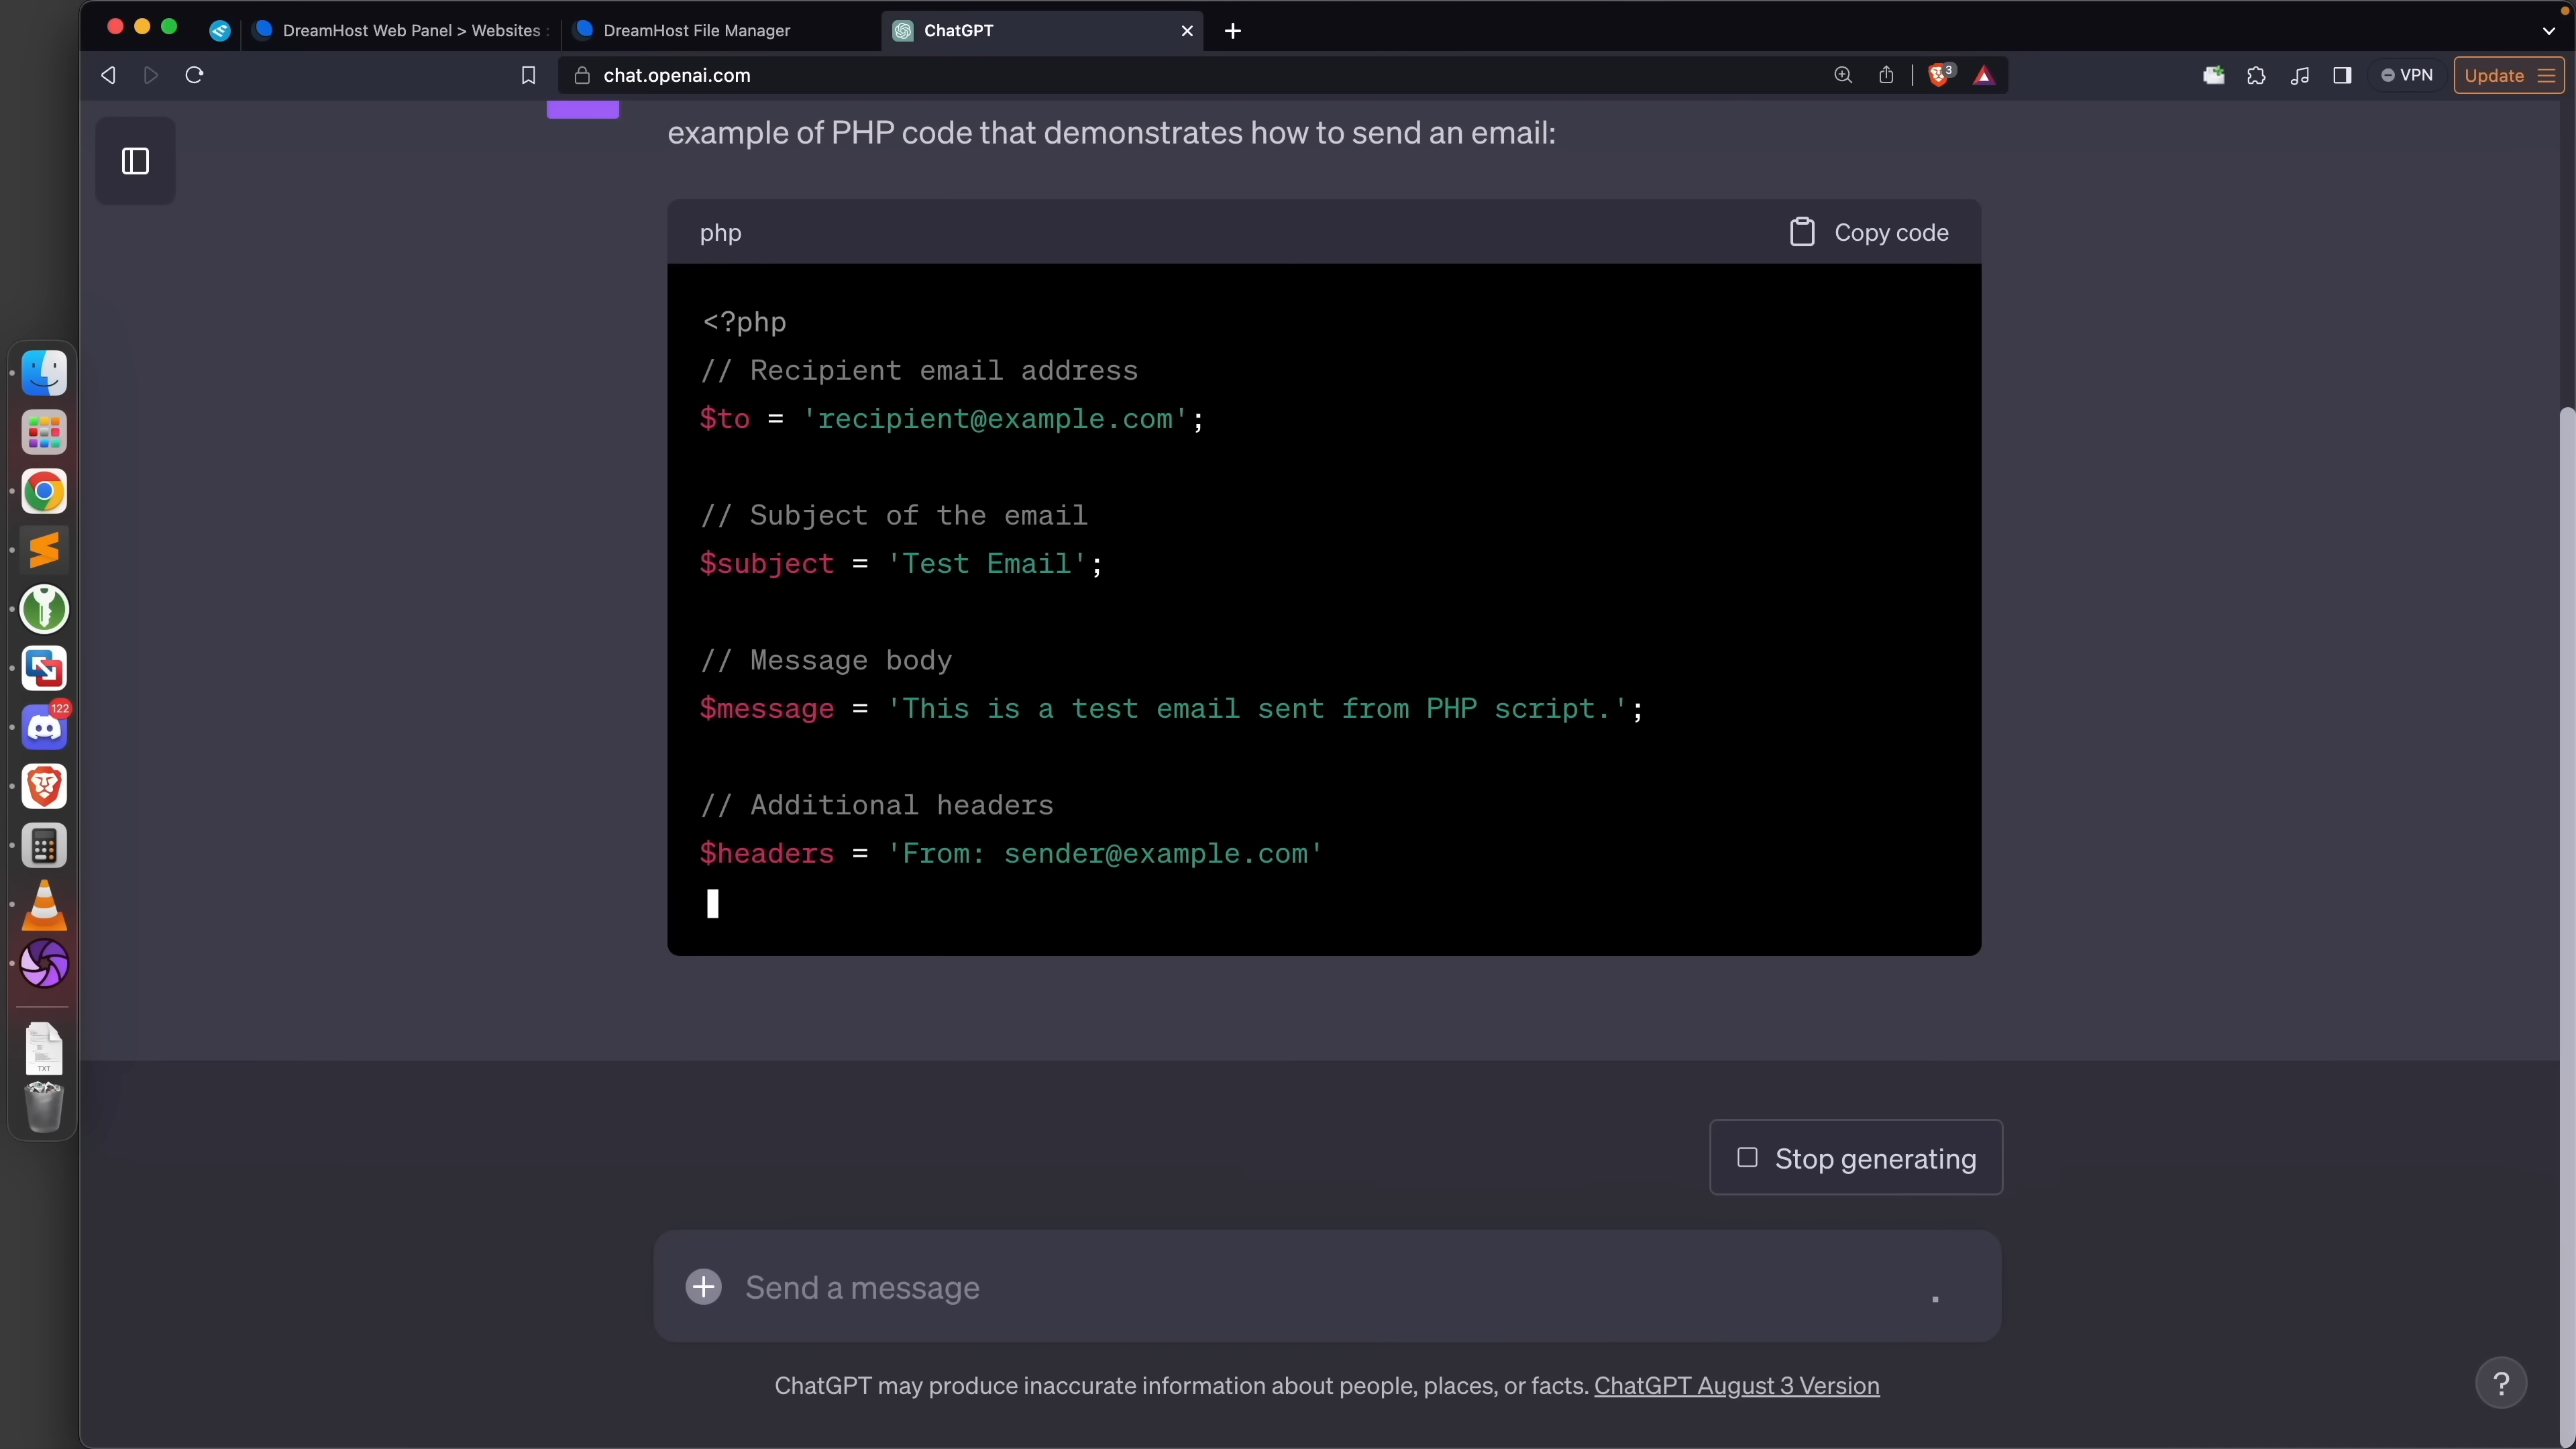 DreamHost Web Panel > Websites :
DreamHost File Manager
ChatGPT
chat.openai.com
3
VPN
Update
example of PHP code that demonstrates how to send an email:
php
Copy code
<?php
// Recipient email address
$to = 'recipient@example.com';
// Subject of the email
$subject = 'Test Email';
// Message body
$message = 'This is a test email sent from PHP script.';
// Additional headers
$headers = 'From: sender@example.com'
122
TXT
Stop generating
Send a message
ChatGPT may produce inaccurate information about people, places, or facts. ChatGPT August 3 Version
?